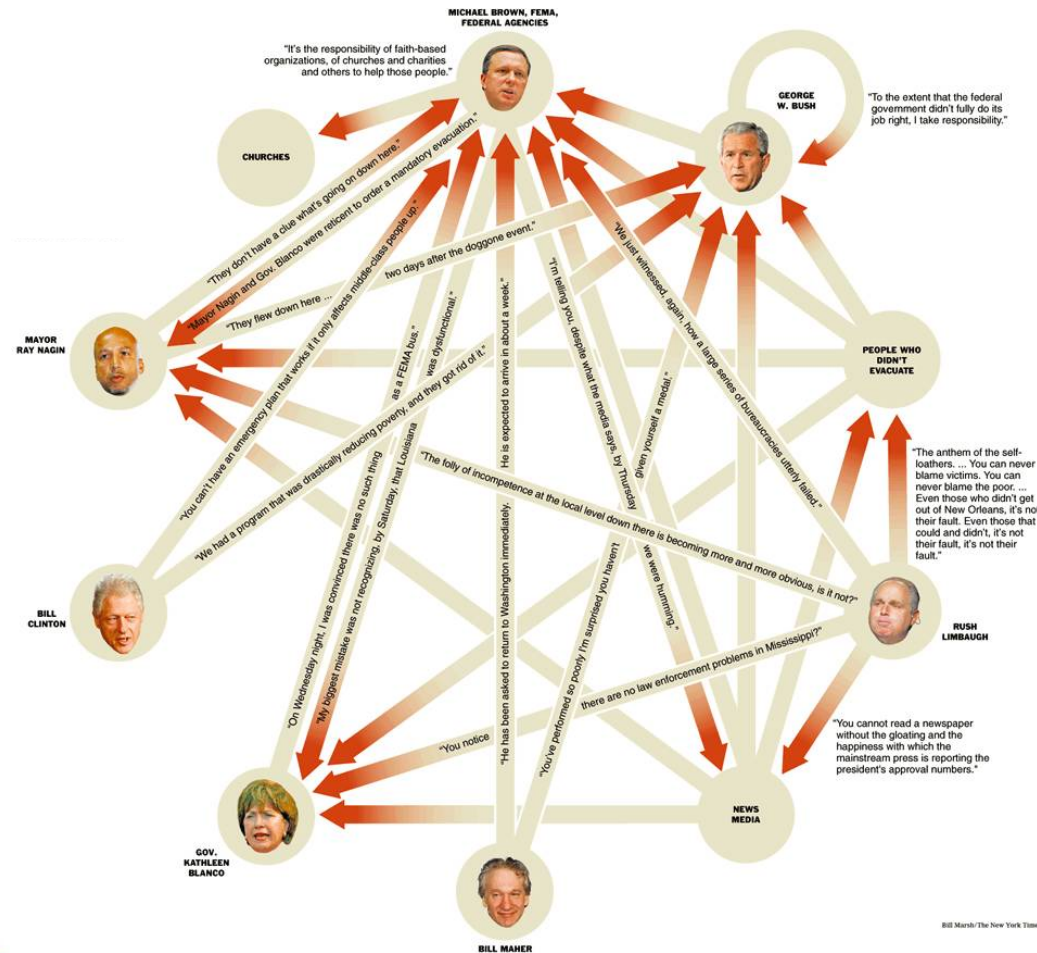 MICHAEL BROWN, FEMA,
FEDERAL AGENCIES
"It's the responsibility of faith-based
organizations, of churches and charities
and others to help those people."
GEORGE
W. BUSH
"To the extent that the federal
government didn't fully do its
job right, I take responsibility."
CHURCHES
"They don't have a clue what's going on down here."
"Mayor Nagin and Gov. Blanco were reticent to order a mandatory evacuation."
"They flew down here ... two days after the doggone event."
MAYOR
RAY NAGIN
PEOPLE WHO
DIDN'T
EVACUATE
"You can't have an emergency plan that works if it only affects middle-class people up."
"We had a program that was drastically reducing poverty, and they got rid of it."
"On Wednesday night, I was convinced there was no such thing as a FEMA bus."
"My biggest mistake was not recognizing, by Saturday, that Louisiana was dysfunctional."
"He has been asked to return to Washington immediately. He is expected to arrive in about a week."
"You've performed so poorly I'm surprised you haven't given yourself a medal."
"I'm telling you, despite what the media says, by Thursday were humming."
"We just witnessed, again, how a large series of bureaucracies utterly failed."
"The folly of incompetence at the local level down there is becoming more and more obvious, is it not?"
"You notice there are no law enforcement problems in Mississippi?"
"The anthem of the self-
loathers. ... You can never
blame victims. You can
never blame the poor. ...
Even those who didn't get
out of New Orleans, it's no
their fault. Even those that
could and didn't, it's not
their fault, it's not their
fault."
BILL
CLINTON
RUSH
LIMBAUGH
"You cannot read a newspaper
without the gloating and the
happiness with which the
mainstream press is reporting the
president's approval numbers."
NEWS
MEDIA
GOV.
KATHLEEN
BLANCO
BILL MAHER
Bill Marsh/The New York Time